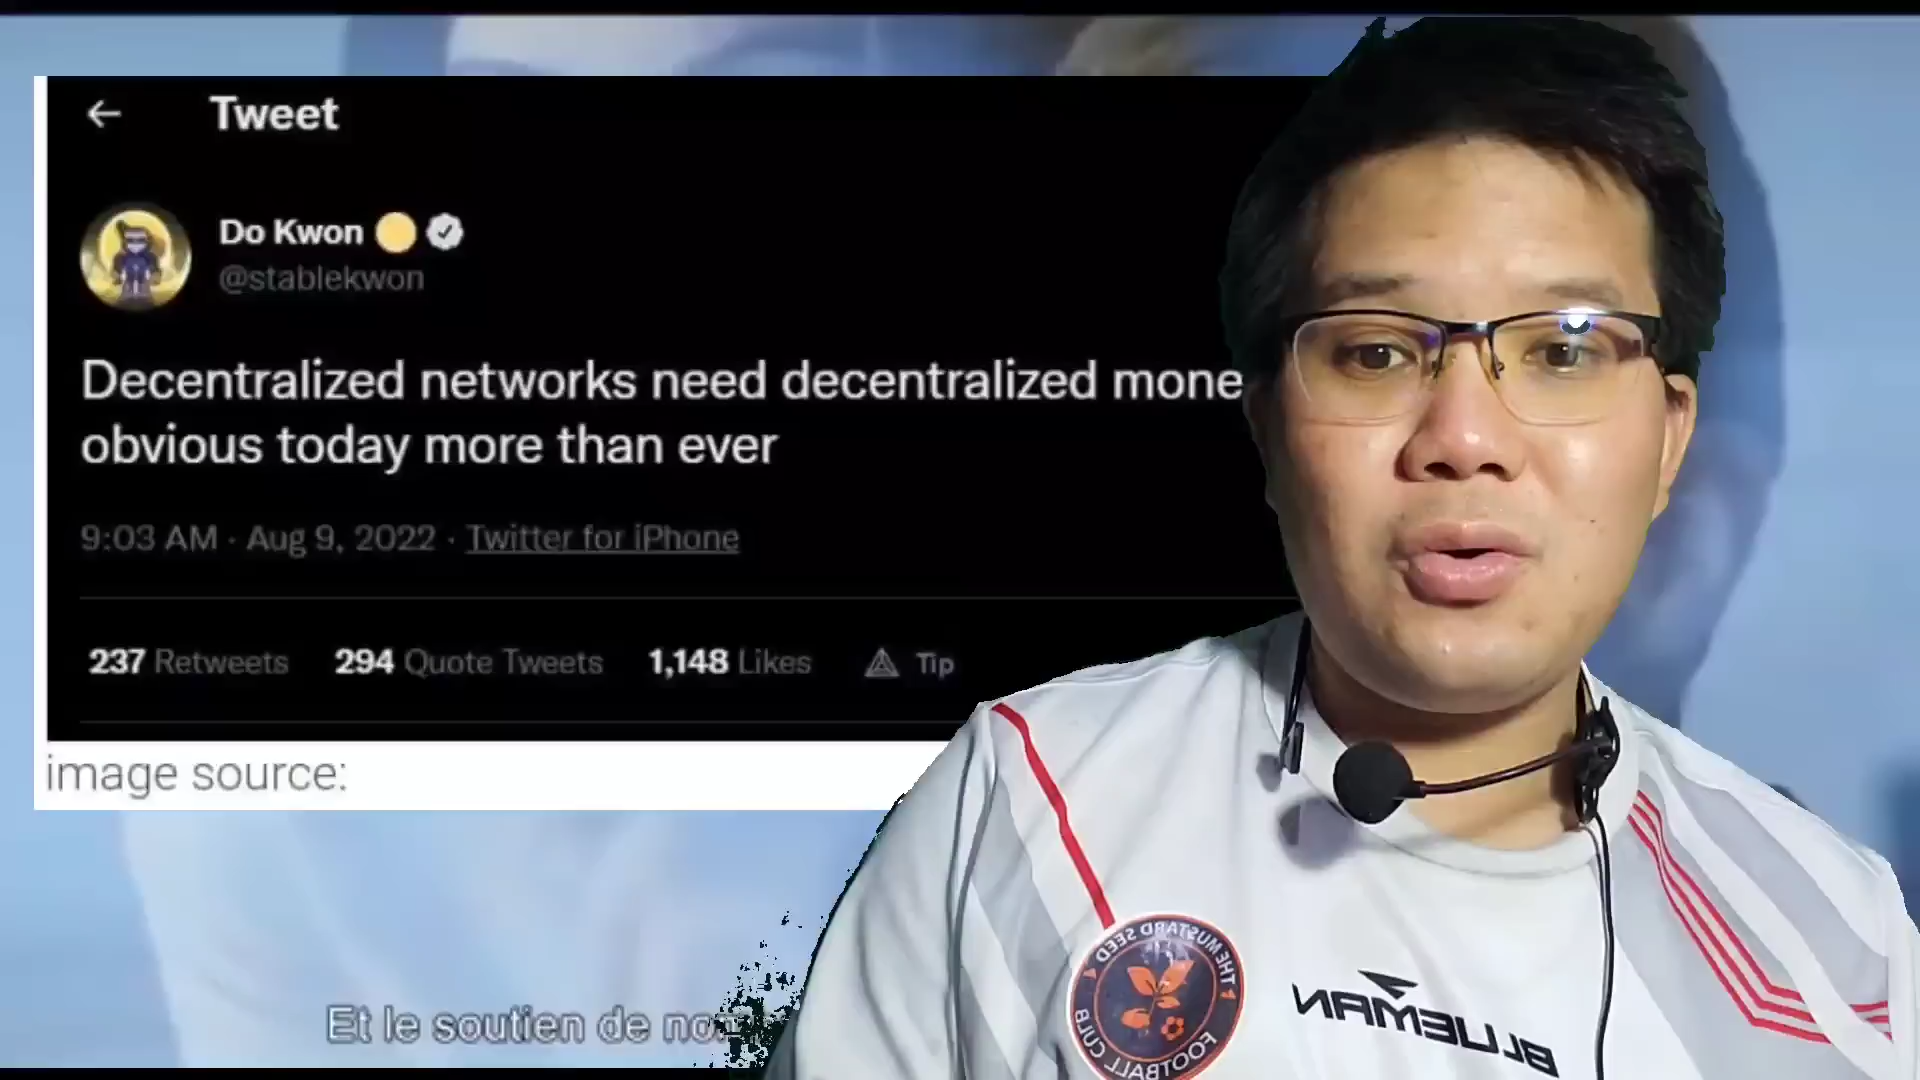 Tweet
Do Kwon
@stablekwon
Decentralized networks need decentralized mone
obvious today more than ever
9:03 AM · Aug 9, 2022 · Twitter for iPhone
237 Retweets 294 Quote Tweets 1,148 Likes Tip
image source:
Et le soutien de
THE MUSTARD SEED
FOOTBALL CULB
BLUEMAN